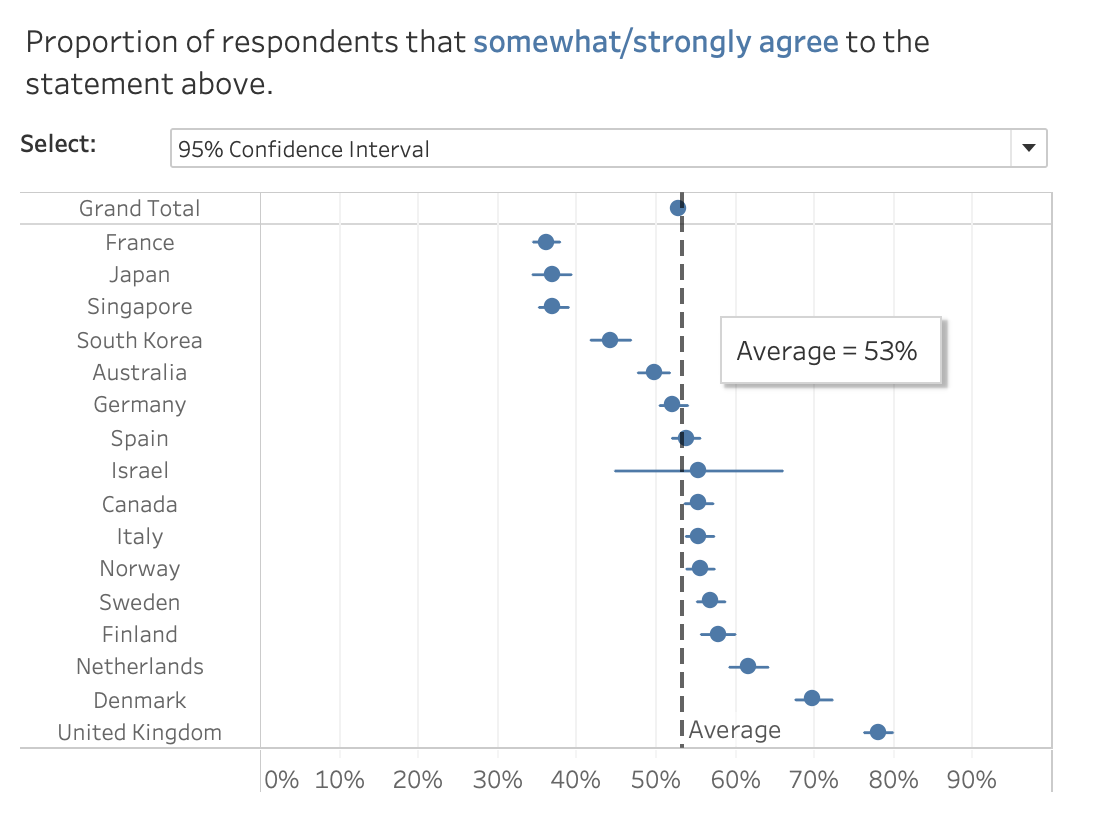 Proportion of respondents that somewhat/strongly agree to the
statement above.
Select:
95% Confidence Interval
Grand Total
France
Japan
Singapore
South Korea
Average = 53%
Australia
Germany
Spain
Israel
Canada
Italy
Norway
Sweden
Finland
Netherlands
Denmark
United Kingdom
Average
0% 10% 20% 30% 40% 50% 60% 70% 80% 90%